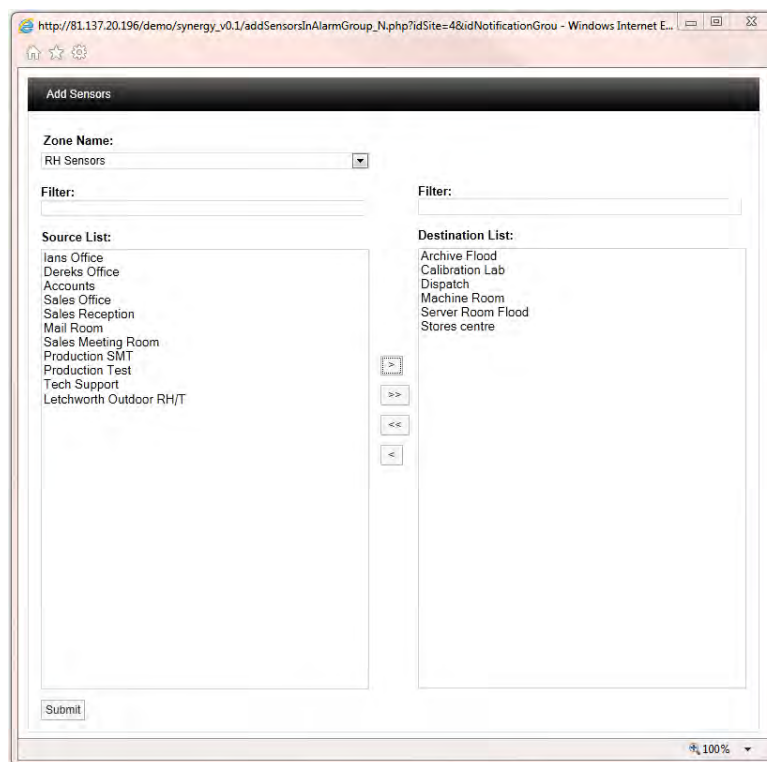 http://81.137.20.196/demo/synergy_v0.1/addSensorsInAlarmGroup_N.php?idSite=4&idNotificationGrou - Windows Internet E...
Add Sensors
Zone Name:
RH Sensors
Filter:
Filter:
Source List:
Ians Office
Dereks Office
Accounts
Sales Office
Sales Reception
Mail Room
Sales Meeting Room
Production SMT
Production Test
Tech Support
Letchworth Outdoor RH/T
Destination List:
Archive Flood
Calibration Lab
Dispatch
Machine Room
Server Room Flood
Stores centre
>
>>
<<
<
Submit
100%